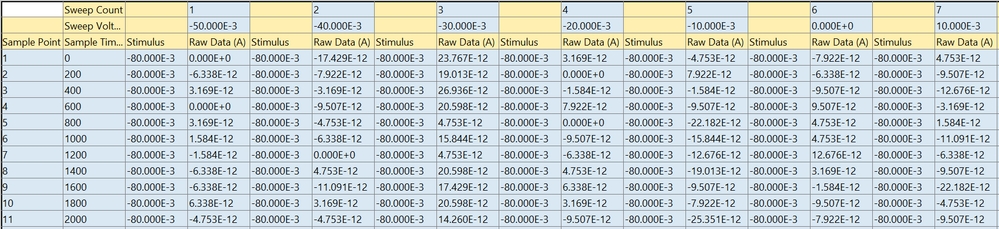 Sweep Count 1 2 3 4 5 6 7
Sweep Volt... -50.000E-3 -40.000E-3 -30.000E-3 -20.000E-3 -10.000E-3 0.000E+0 10.000E-3
Sample Point Sample Tim... Stimulus Raw Data (A) Stimulus Raw Data (A) Stimulus Raw Data (A) Stimulus Raw Data (A) Stimulus Raw Data (A) Stimulus Raw Data (A) Stimulus Raw Data (A)
1 0 -80.000E-3 0.000E+0 -80.000E-3 -17.429E-12 -80.000E-3 23.767E-12 -80.000E-3 3.169E-12 -80.000E-3 -4.753E-12 -80.000E-3 -7.922E-12 -80.000E-3 4.753E-12
2 200 -80.000E-3 -6.338E-12 -80.000E-3 -7.922E-12 -80.000E-3 19.013E-12 -80.000E-3 0.000E+0 -80.000E-3 7.922E-12 -80.000E-3 -6.338E-12 -80.000E-3 -9.507E-12
3 400 -80.000E-3 3.169E-12 -80.000E-3 -3.169E-12 -80.000E-3 26.936E-12 -80.000E-3 -1.584E-12 -80.000E-3 -1.584E-12 -80.000E-3 -9.507E-12 -80.000E-3 -12.676E-12
4 600 -80.000E-3 0.000E+0 -80.000E-3 -9.507E-12 -80.000E-3 20.598E-12 -80.000E-3 7.922E-12 -80.000E-3 -9.507E-12 -80.000E-3 9.507E-12 -80.000E-3 -3.169E-12
5 800 -80.000E-3 3.169E-12 -80.000E-3 -4.753E-12 -80.000E-3 4.753E-12 -80.000E-3 0.000E+0 -80.000E-3 -22.182E-12 -80.000E-3 4.753E-12 -80.000E-3 1.584E-12
6 1000 -80.000E-3 1.584E-12 -80.000E-3 -6.338E-12 -80.000E-3 15.844E-12 -80.000E-3 -9.507E-12 -80.000E-3 -15.844E-12 -80.000E-3 4.753E-12 -80.000E-3 -11.091E-12
7 1200 -80.000E-3 -1.584E-12 -80.000E-3 0.000E+0 -80.000E-3 4.753E-12 -80.000E-3 -6.338E-12 -80.000E-3 -12.676E-12 -80.000E-3 12.676E-12 -80.000E-3 -6.338E-12
8 1400 -80.000E-3 -6.338E-12 -80.000E-3 4.753E-12 -80.000E-3 20.598E-12 -80.000E-3 4.753E-12 -80.000E-3 -19.013E-12 -80.000E-3 3.169E-12 -80.000E-3 -9.507E-12
9 1600 -80.000E-3 -6.338E-12 -80.000E-3 -11.091E-12 -80.000E-3 17.429E-12 -80.000E-3 6.338E-12 -80.000E-3 -9.507E-12 -80.000E-3 -1.584E-12 -80.000E-3 -22.182E-12
10 1800 -80.000E-3 6.338E-12 -80.000E-3 3.169E-12 -80.000E-3 20.598E-12 -80.000E-3 3.169E-12 -80.000E-3 -7.922E-12 -80.000E-3 -9.507E-12 -80.000E-3 -4.753E-12
11 2000 -80.000E-3 -4.753E-12 -80.000E-3 -4.753E-12 -80.000E-3 14.260E-12 -80.000E-3 -9.507E-12 -80.000E-3 -25.351E-12 -80.000E-3 -7.922E-12 -80.000E-3 -9.507E-12